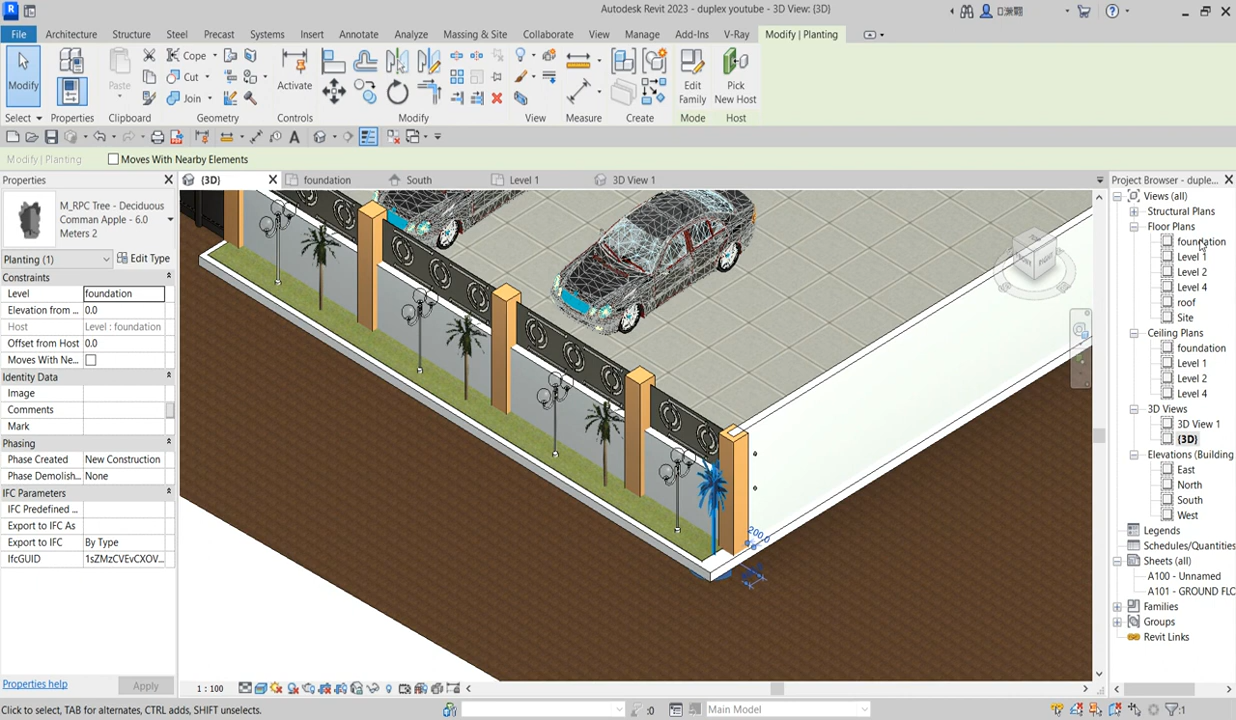 Autodesk Revit 2023 - duplex youtube - 3D View: {3D}
File Architecture Structure Steel Precast Systems Insert Annotate Analyze Massing & Site Collaborate View Manage Add-Ins V-Ray Modify | Planting
Modify Paste Cope Cut Join Activate Edit Family Pick New Host
Select Properties Clipboard Geometry Controls Modify View Measure Create Mode Host
Modify | Planting Moves With Nearby Elements
Properties
{3D} foundation South Level 1 3D View 1
Project Browser - duple...
M_RPC Tree - Deciduous
Comman Apple - 6.0
Meters 2
Planting (1) Edit Type
Constraints
Level foundation
Elevation from ... 0.0
Host Level : foundation
Offset from Host 0.0
Moves With Ne...
Identity Data
Image
Comments
Mark
Phasing
Phase Created New Construction
Phase Demolish... None
IFC Parameters
IFC Predefined ...
Export to IFC As
Export to IFC By Type
IfcGUID 1sZMzCVEvCXOV...
Properties help Apply
FRONT RIGHT
200.0
Views (all)
Structural Plans
Floor Plans
foundation
Level 1
Level 2
Level 4
roof
Site
Ceiling Plans
foundation
Level 1
Level 2
Level 4
3D Views
3D View 1
{3D}
Elevations (Building
East
North
South
West
Legends
Schedules/Quantities
Sheets (all)
A100 - Unnamed
A101 - GROUND FLO
Families
Groups
Revit Links
1 : 100
Click to select, TAB for alternates, CTRL adds, SHIFT unselects.
:0 Main Model :1